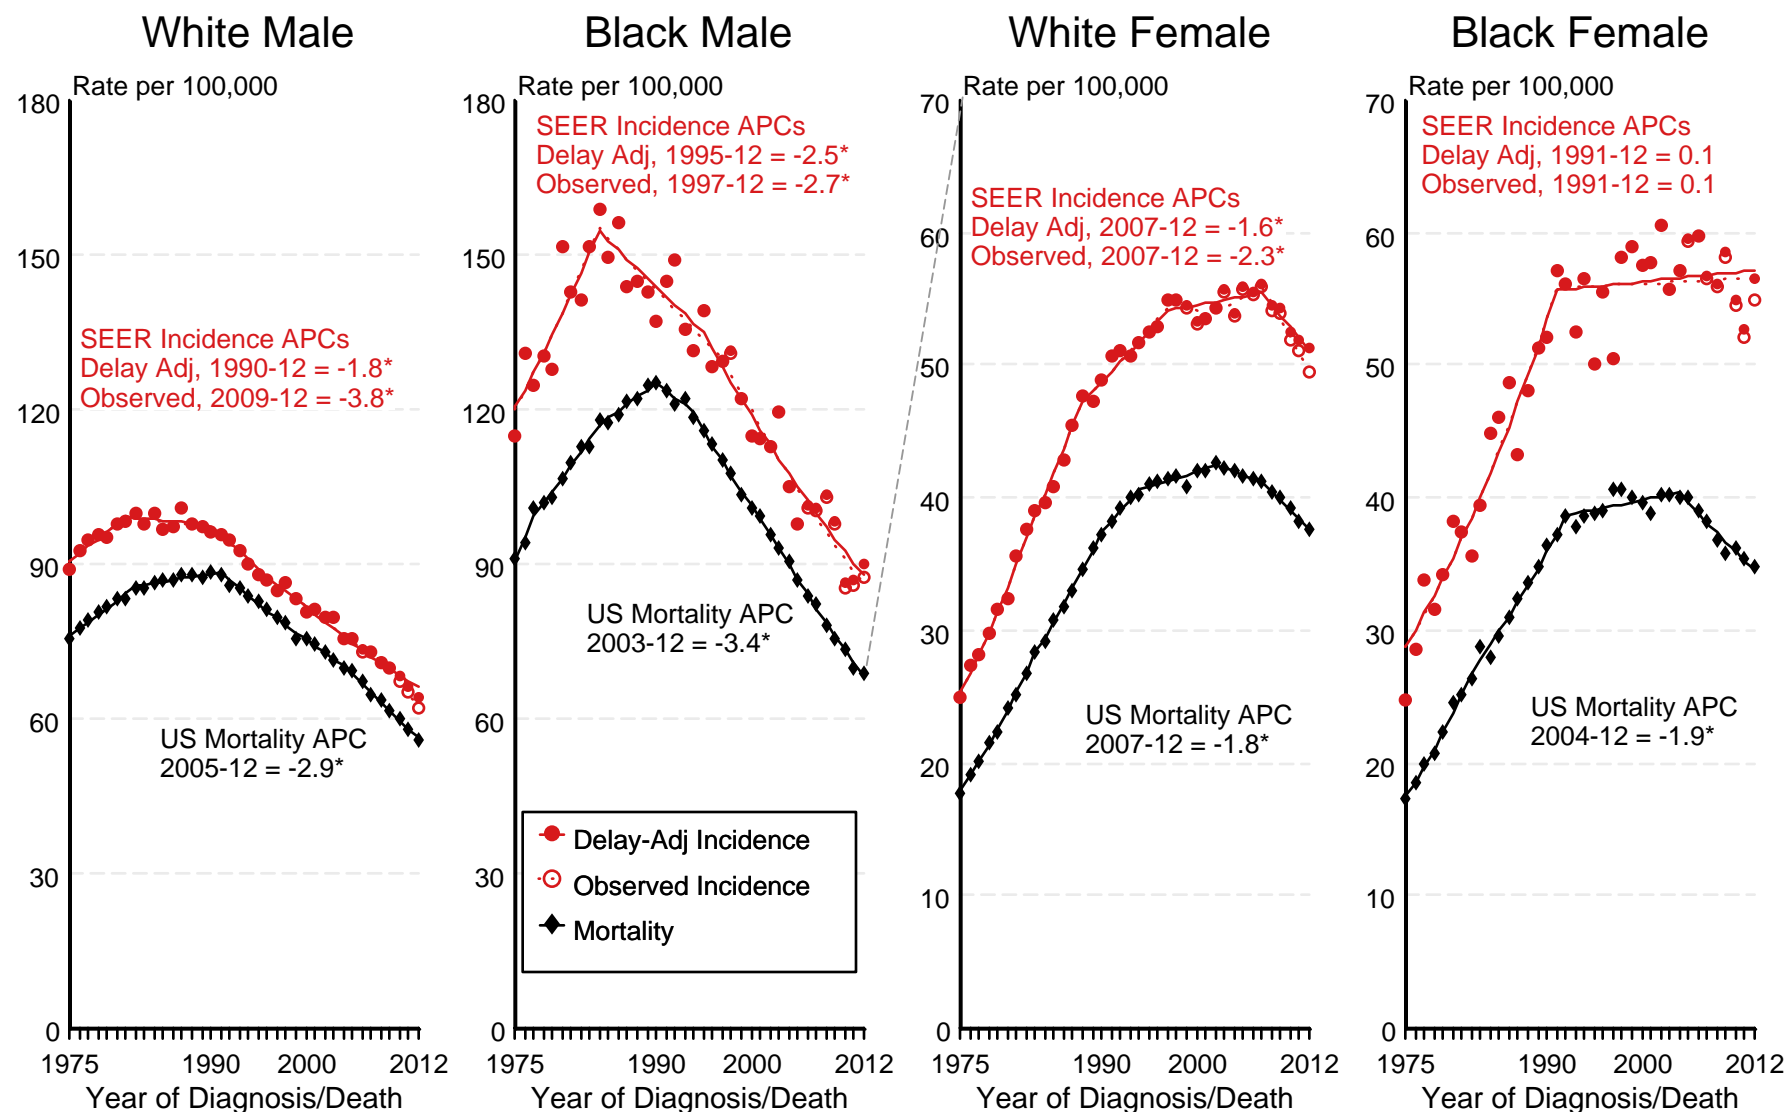 White Male
Rate per 100,000
180
150
120
90
60
30
0
SEER Incidence APCs
Delay Adj, 1990-12 = -1.8*
Observed, 2009-12 = -3.8*
US Mortality APC
2005-12 = -2.9*
1975 1990 2000 2012
Year of Diagnosis/Death
Black Male
Rate per 100,000
180
150
120
90
60
30
0
SEER Incidence APCs
Delay Adj, 1995-12 = -2.5*
Observed, 1997-12 = -2.7*
US Mortality APC
2003-12 = -3.4*
Delay-Adj Incidence
Observed Incidence
Mortality
1975 1990 2000 2012
Year of Diagnosis/Death
White Female
Rate per 100,000
70
60
50
40
30
20
10
0
SEER Incidence APCs
Delay Adj, 2007-12 = -1.6*
Observed, 2007-12 = -2.3*
US Mortality APC
2007-12 = -1.8*
1975 1990 2000 2012
Year of Diagnosis/Death
Black Female
Rate per 100,000
70
60
50
40
30
20
10
0
SEER Incidence APCs
Delay Adj, 1991-12 = 0.1
Observed, 1991-12 = 0.1
US Mortality APC
2004-12 = -1.9*
1975 1990 2000 2012
Year of Diagnosis/Death